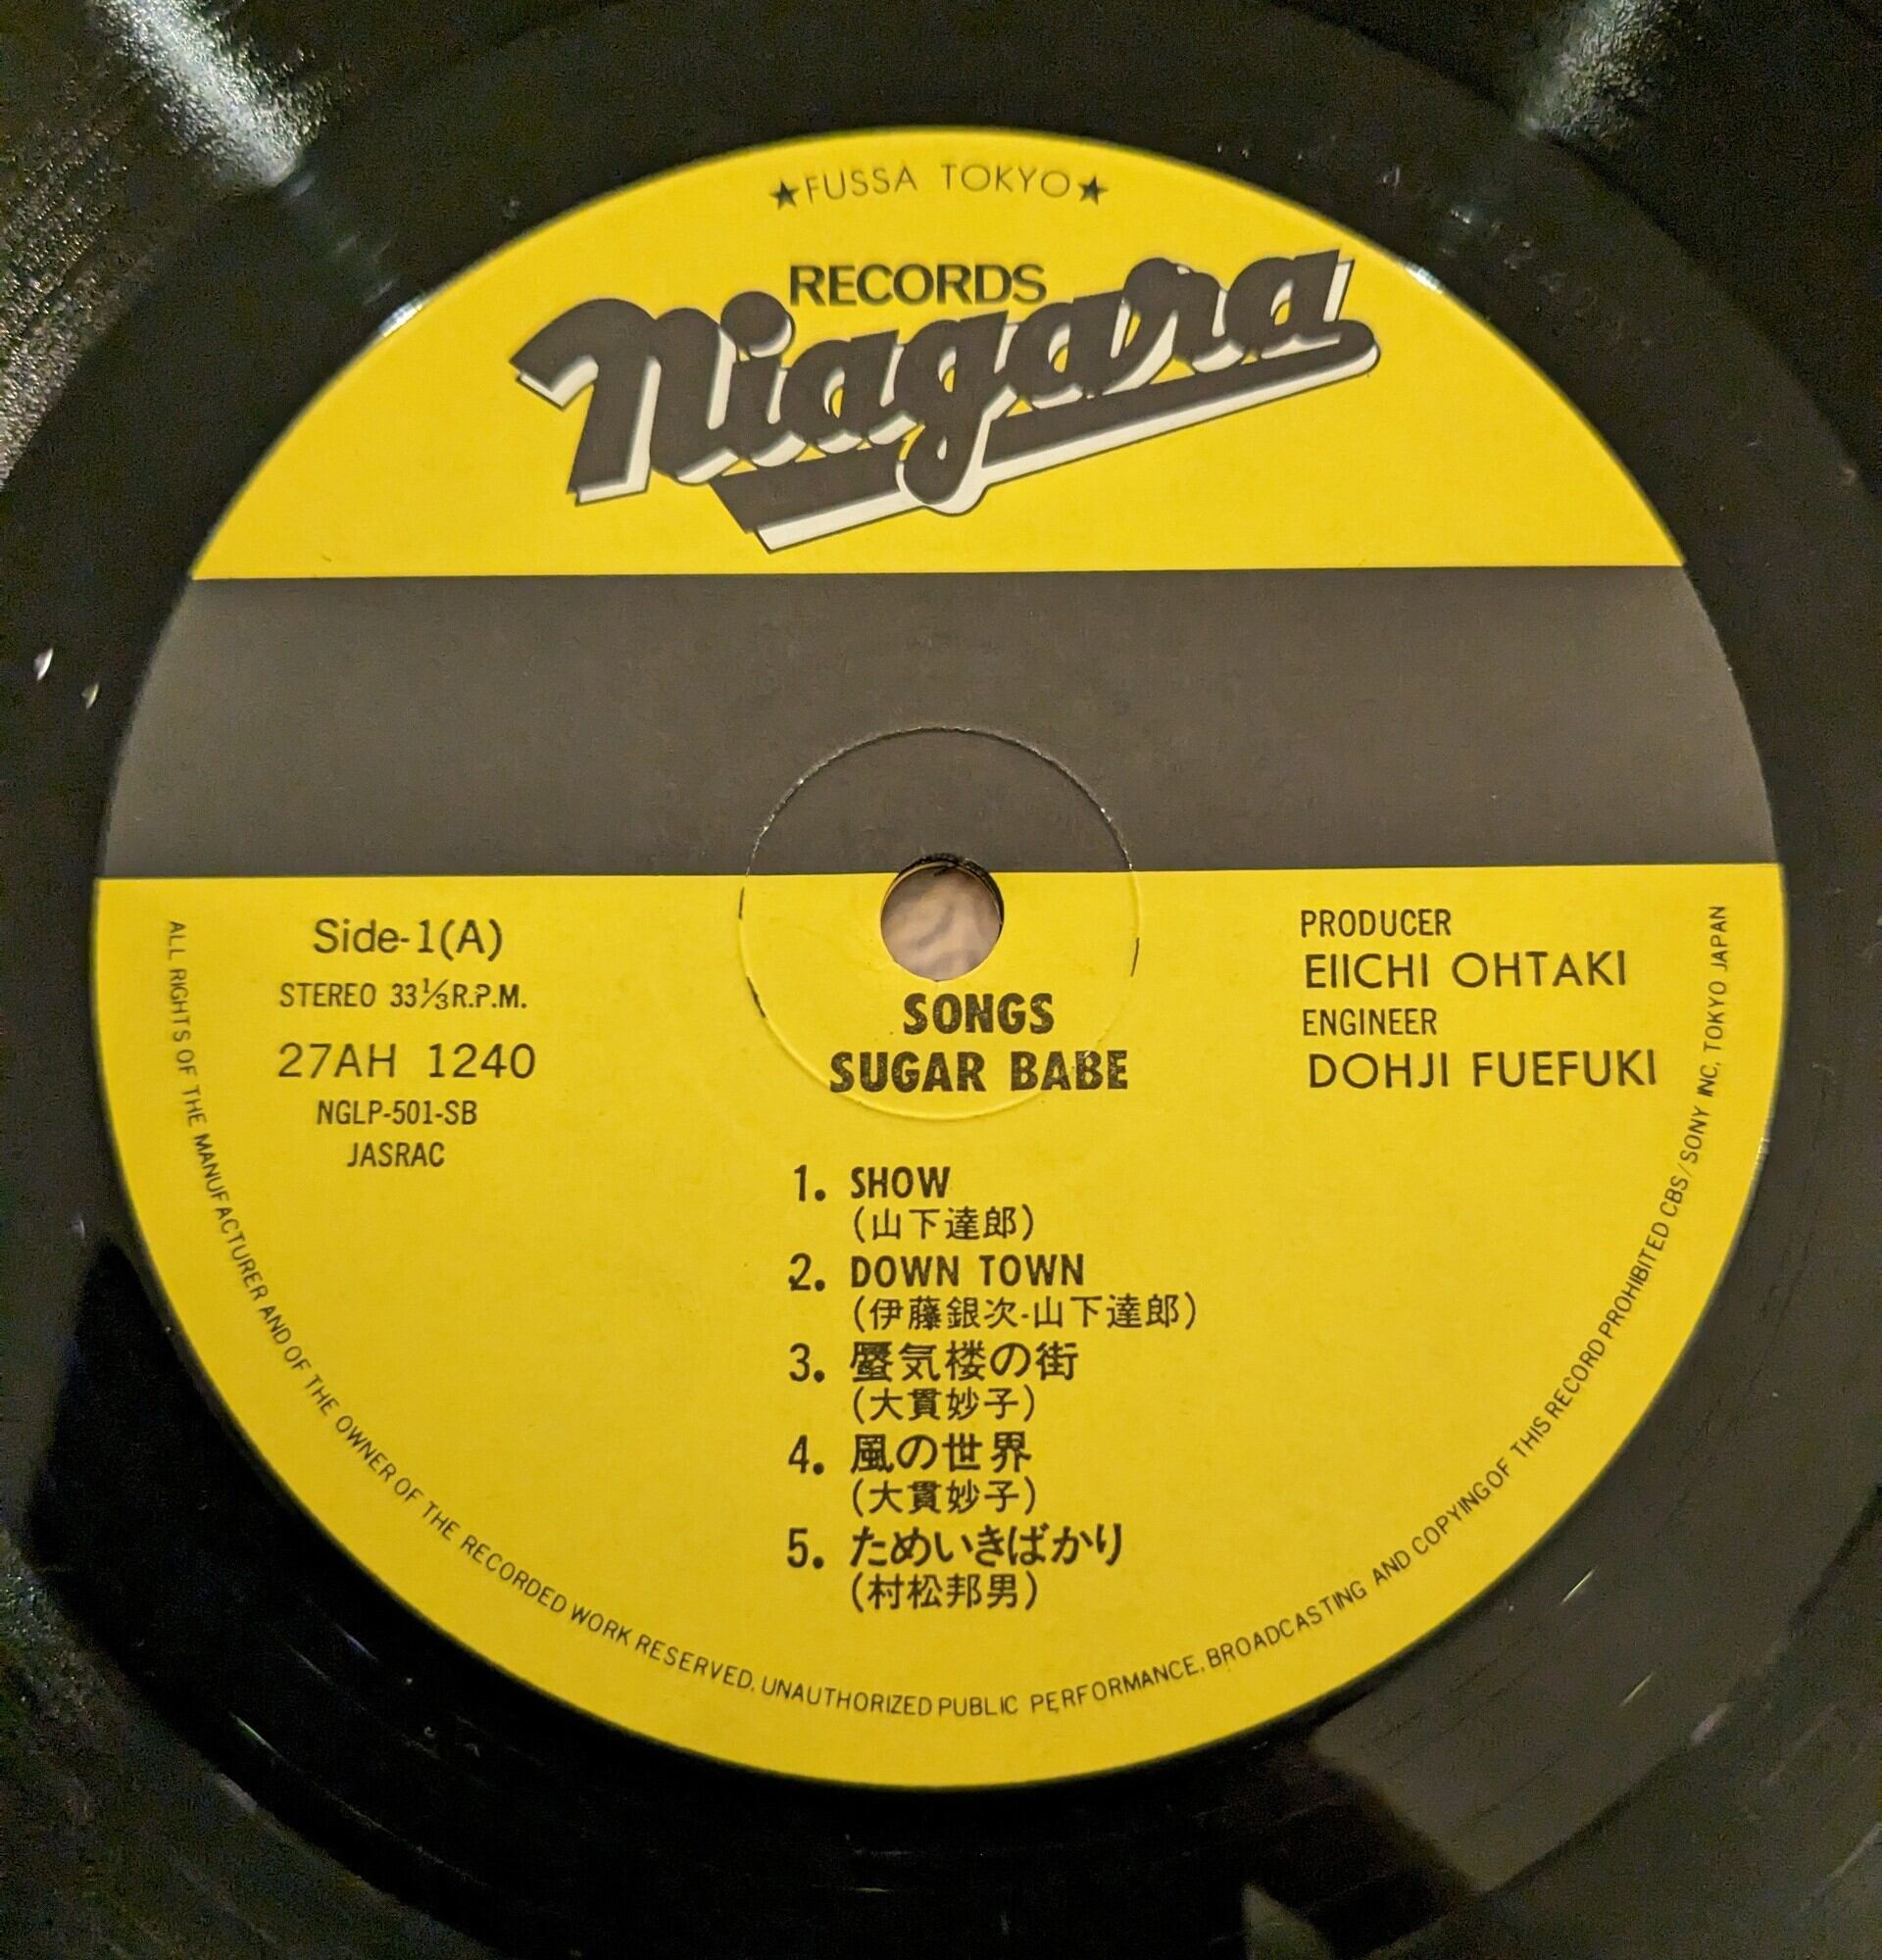 ★FUSSA TOKYO★
RECORDS
Niagara
Side-1(A)
STEREO 33⅓R.P.M.
27AH 1240
NGLP-501-SB
JASRAC
SONGS
SUGAR BABE
PRODUCER
EIICHI OHTAKI
ENGINEER
DOHJI FUEFUKI
1. SHOW
(山下達郎)
2. DOWN TOWN
(伊藤銀次-山下達郎)
3. 蜃気楼の街
(大貫妙子)
4. 風の世界
(大貫妙子)
5. ためいきばかり
(村松邦男)
ALL RIGHTS OF THE MANUFACTURER AND OF THE OWNER OF THE RECORDED WORK RESERVED. UNAUTHORIZED PUBLIC PERFORMANCE, BROADCASTING AND COPYING OF THIS RECORD PROHIBITED CBS/SONY INC. TOKYO JAPAN